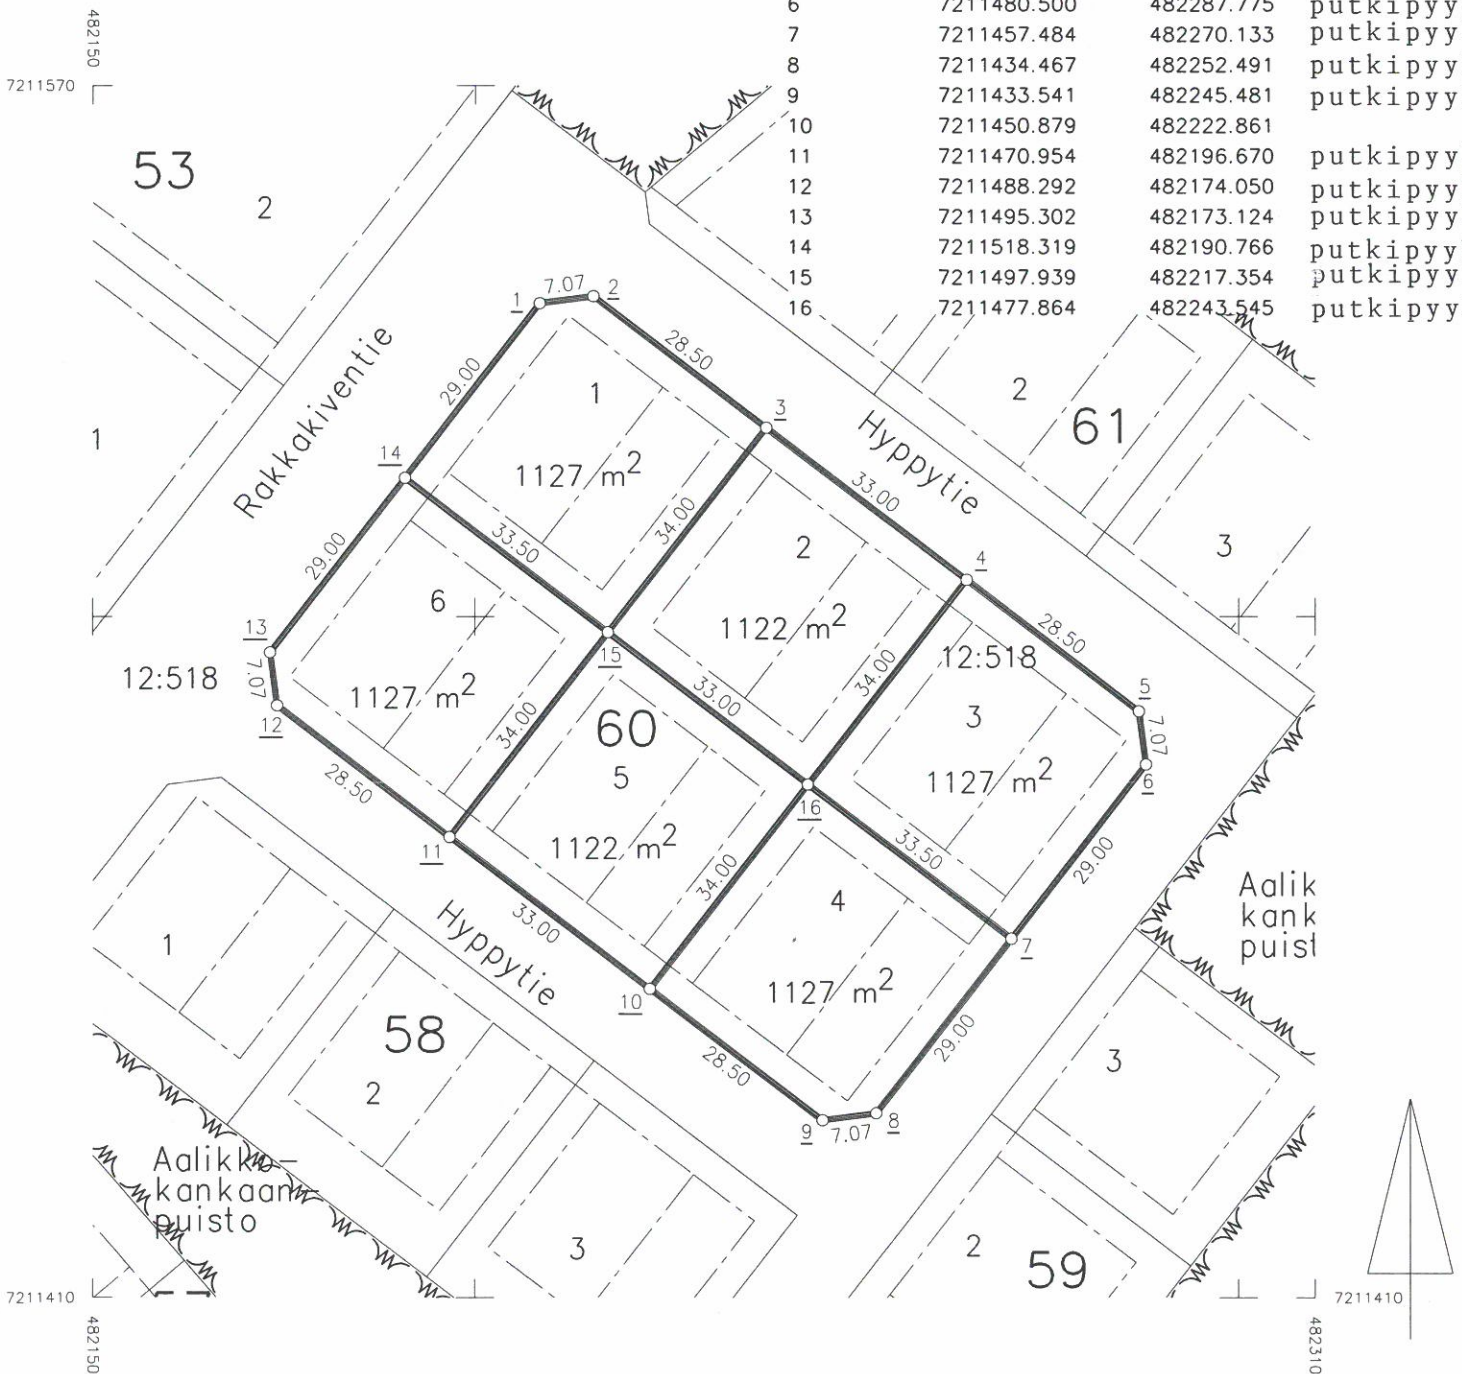 6 7211480.500 482287.775 putkipyy
7 7211457.484 482270.133 putkipyy
8 7211434.467 482252.491 putkipyy
9 7211433.541 482245.481 putkipyy
10 7211450.879 482222.861
11 7211470.954 482196.670 putkipyy
12 7211488.292 482174.050 putkipyy
13 7211495.302 482173.124 putkipyy
14 7211518.319 482190.766 putkipyy
15 7211497.939 482217.354 putkipyy
16 7211477.864 482243.545 putkipyy
482150
7211570
53
2
1
Rakkakiventie
1
7.07
2
28.50
29.00
1
1127 m2
3
Hyppytie
2
61
3
14
33.50
34.00
33.00
2
1122 m2
4
29.00
6
13
15
12:518
7.07
1127 m2
12
34.00
33.00
34.00
28.50
12:518
3
5
7.07
1127 m2
6
60
5
28.50
11
1122 m2
16
33.50
29.00
34.00
4
7
Aalik
kank
puist
33.00
Hyppytie
10
1127 m2
28.50
29.00
9
7.07
8
1
58
2
3
3
2
59
Aalikko-
kankaan-
puisto
7211410
482150
7211410
482310